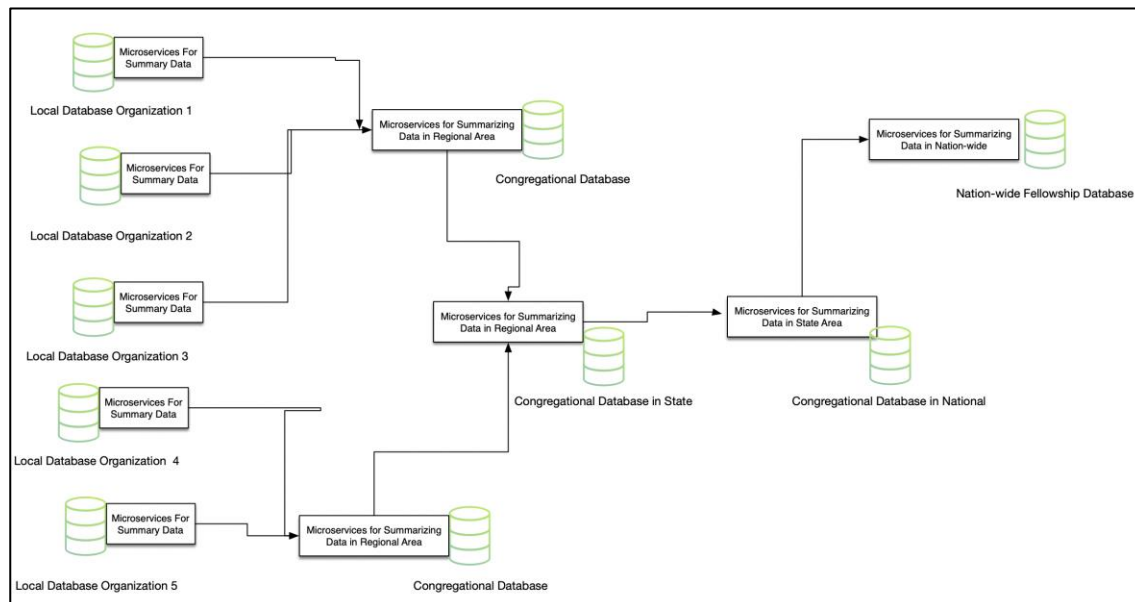 Microservices For
Summary Data
Local Database Organization 1
Microservices For
Summary Data
Local Database Organization 2
Microservices For
Summary Data
Local Database Organization 3
Microservices For
Summary Data
Local Database Organization  4
Microservices For
Summary Data
Local Database Organization 5
Microservices for Summarizing
Data in Regional Area
Congregational Database
Microservices for Summarizing
Data in Regional Area
Congregational Database in State
Microservices for Summarizing
Data in Regional Area
Congregational Database
Microservices for Summarizing
Data in State Area
Congregational Database in National
Microservices for Summarizing
Data in Nation-wide
Nation-wide Fellowship Database